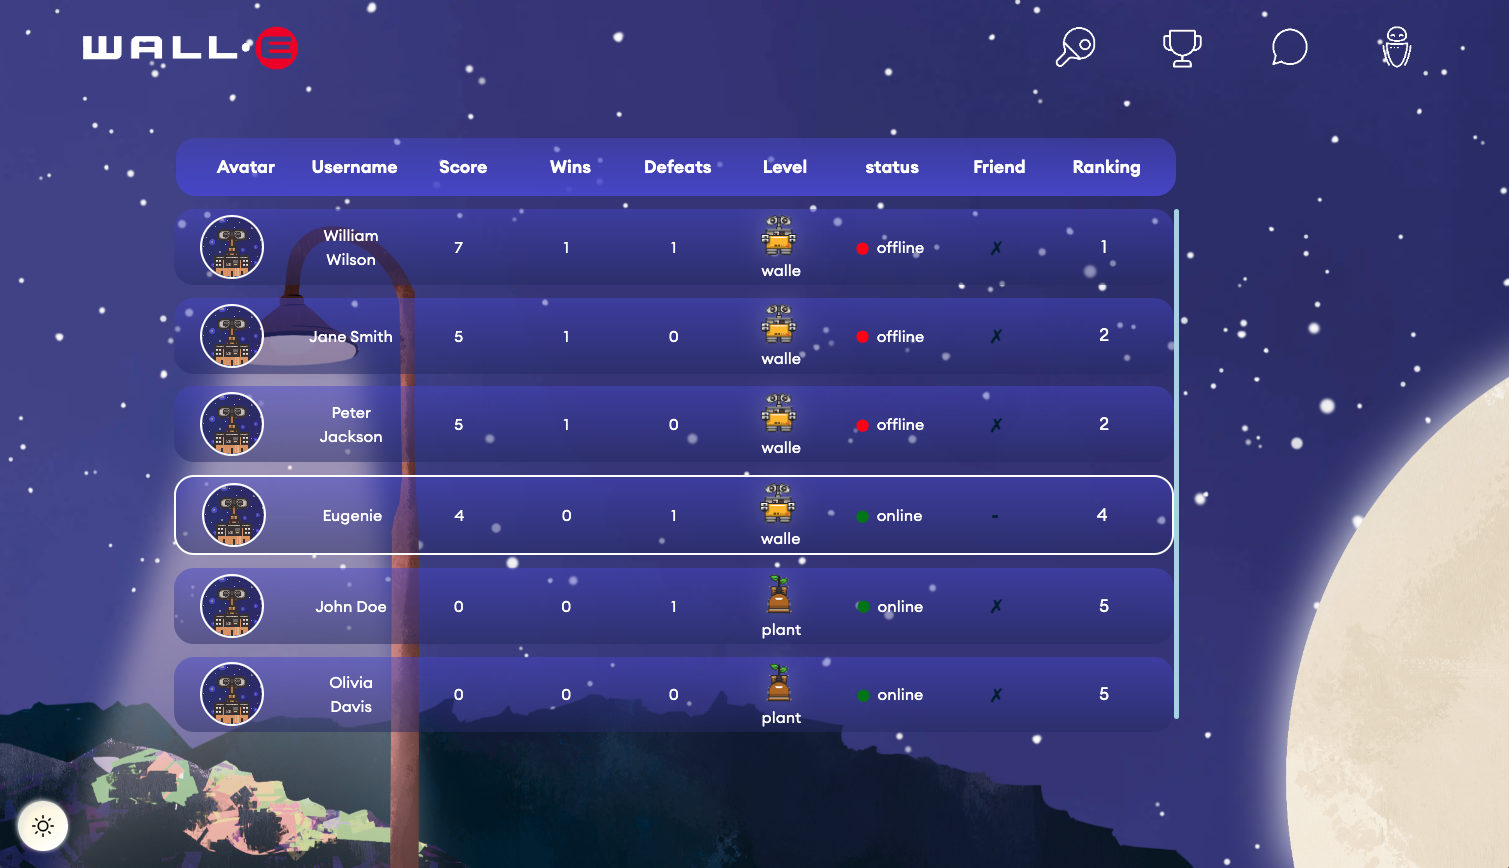 WALL·E
Avatar Username Score Wins Defeats Level status Friend Ranking
William
Wilson
7 1 1 walle offline ✗ 1
Jane Smith 5 1 0 walle offline ✗ 2
Peter
Jackson
5 1 0 walle offline ✗ 2
Eugenie 4 0 1 walle online - 4
John Doe 0 0 1 plant online ✗ 5
Olivia
Davis
0 0 0 plant online ✗ 5